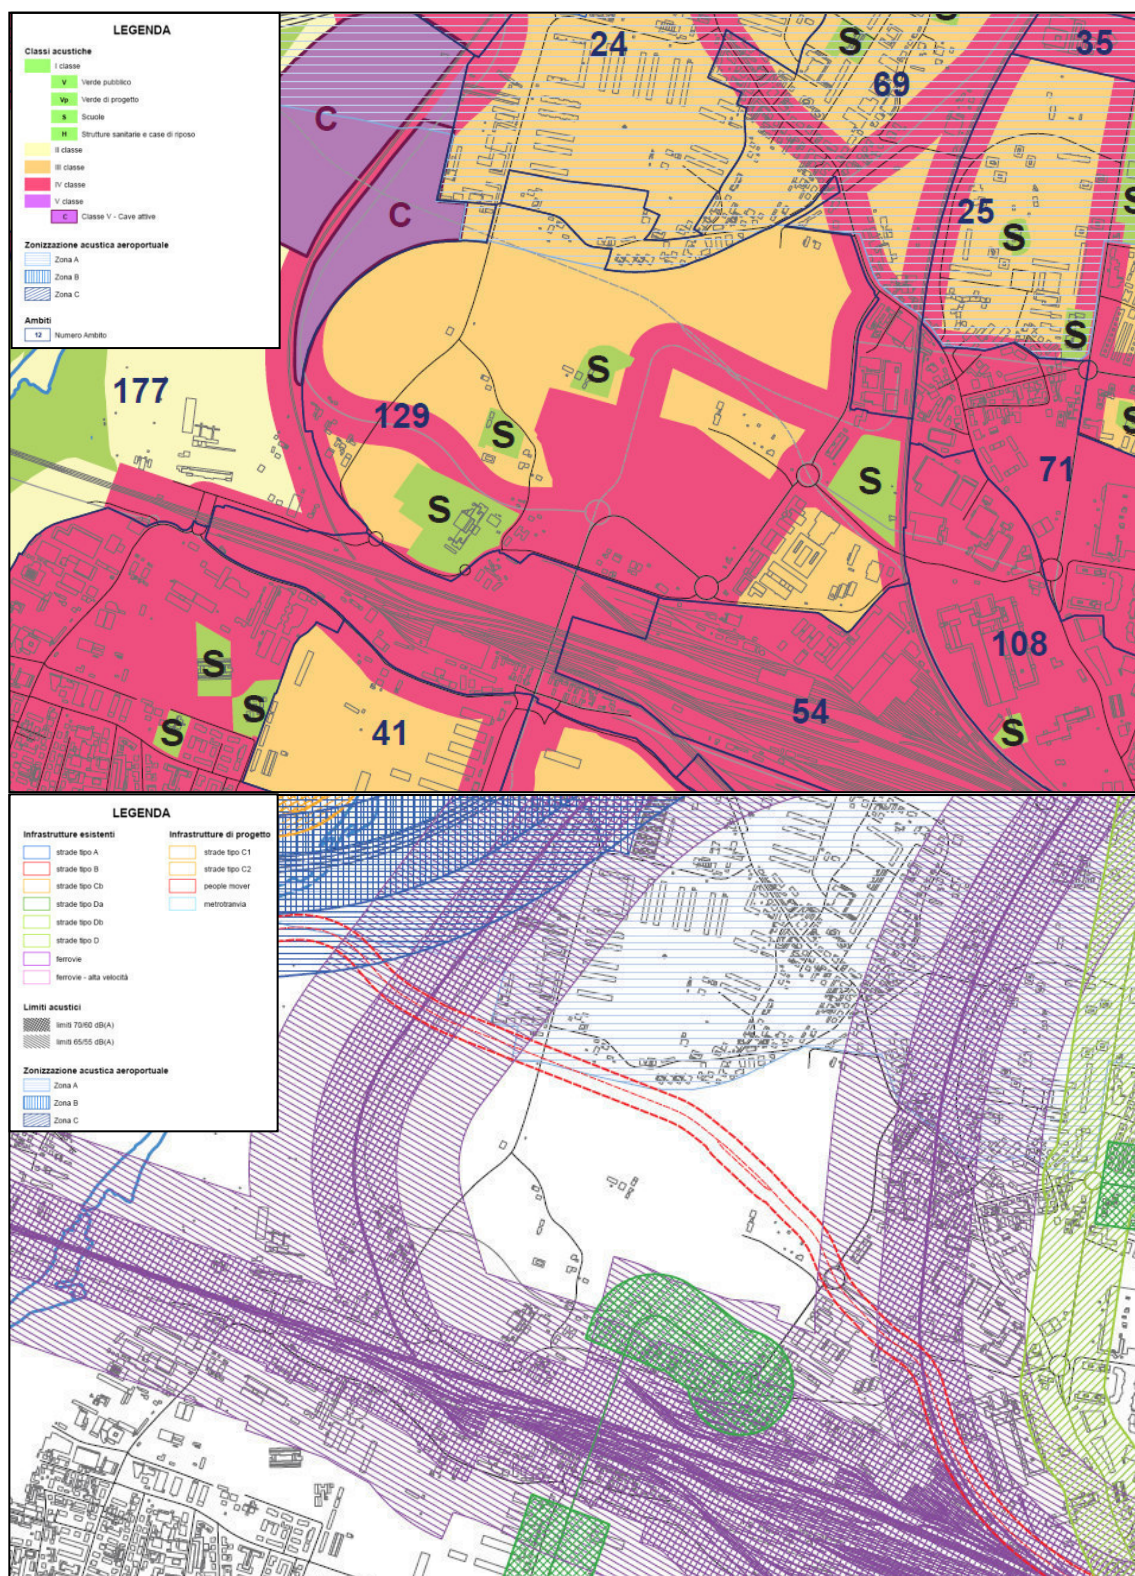 LEGENDA
Classi acustiche
I classe
V Verde pubblico
Vp Verde di progetto
S Scuole
H Strutture sanitarie e case di riposo
II classe
III classe
IV classe
V classe
C Classe V - Cave attive
Zonizzazione acustica aeroportuale
Zona A
Zona B
Zona C
Ambiti
12 Numero Ambito
24
35
S
69
C
C
S
25
S
S
S
177
129
S
S
S
S
71
S
S
S
S
41
54
108
S
LEGENDA
Infrastrutture esistenti
strade tipo A
strade tipo B
strade tipo Cb
strade tipo Da
strade tipo Db
strade tipo D
ferrovie
ferrovie - alta velocità
Infrastrutture di progetto
strade tipo C1
strade tipo C2
people mover
metrotranvia
Limiti acustici
limiti 70/60 dB(A)
limiti 65/55 dB(A)
Zonizzazione acustica aeroportuale
Zona A
Zona B
Zona C